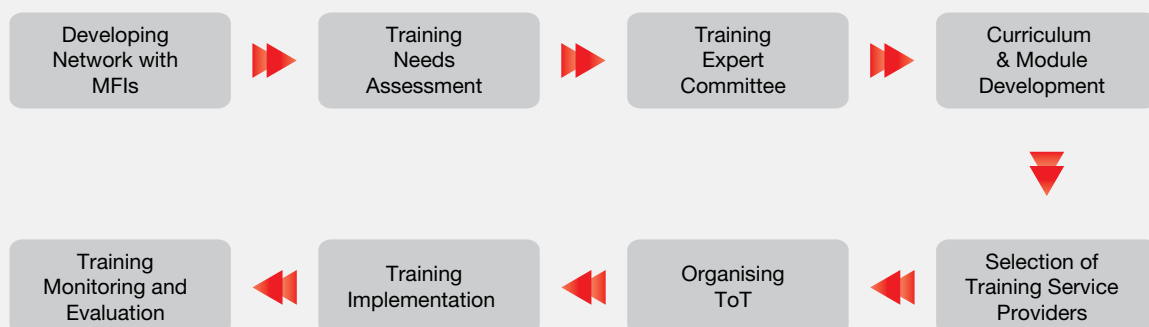 Developing
Network with
MFIs
Training
Needs
Assessment
Training
Expert
Committee
Curriculum
& Module
Development
Selection of
Training Service
Providers
Organising
ToT
Training
Implementation
Training
Monitoring and
Evaluation